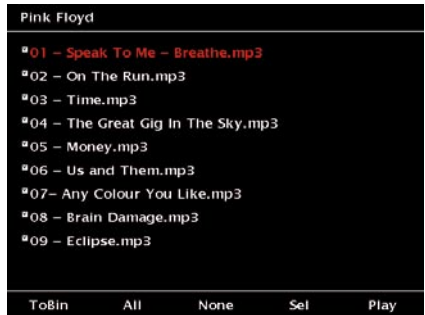 Pink Floyd
01 – Speak To Me – Breathe.mp3
02 – On The Run.mp3
03 – Time.mp3
04 – The Great Gig In The Sky.mp3
05 – Money.mp3
06 – Us and Them.mp3
07– Any Colour You Like.mp3
08 – Brain Damage.mp3
09 – Eclipse.mp3
ToBin All None Sel Play